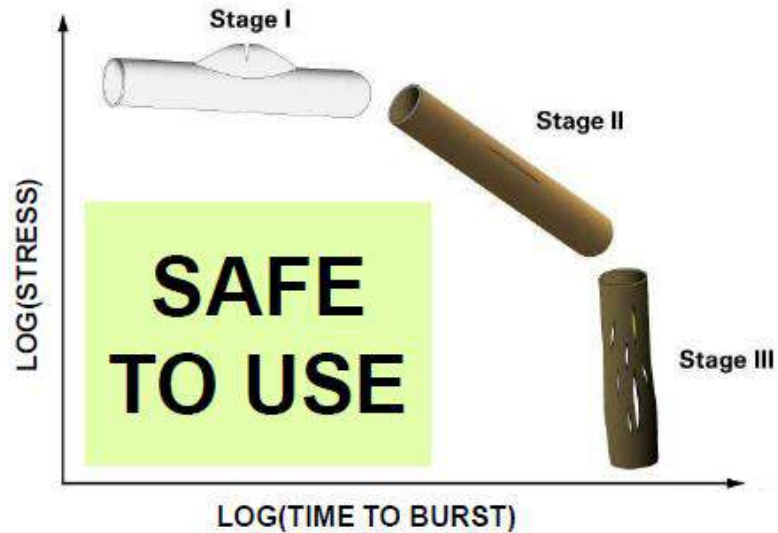 Stage I
Stage II
LOG(STRESS)
SAFE
TO USE
Stage III
LOG(TIME TO BURST)